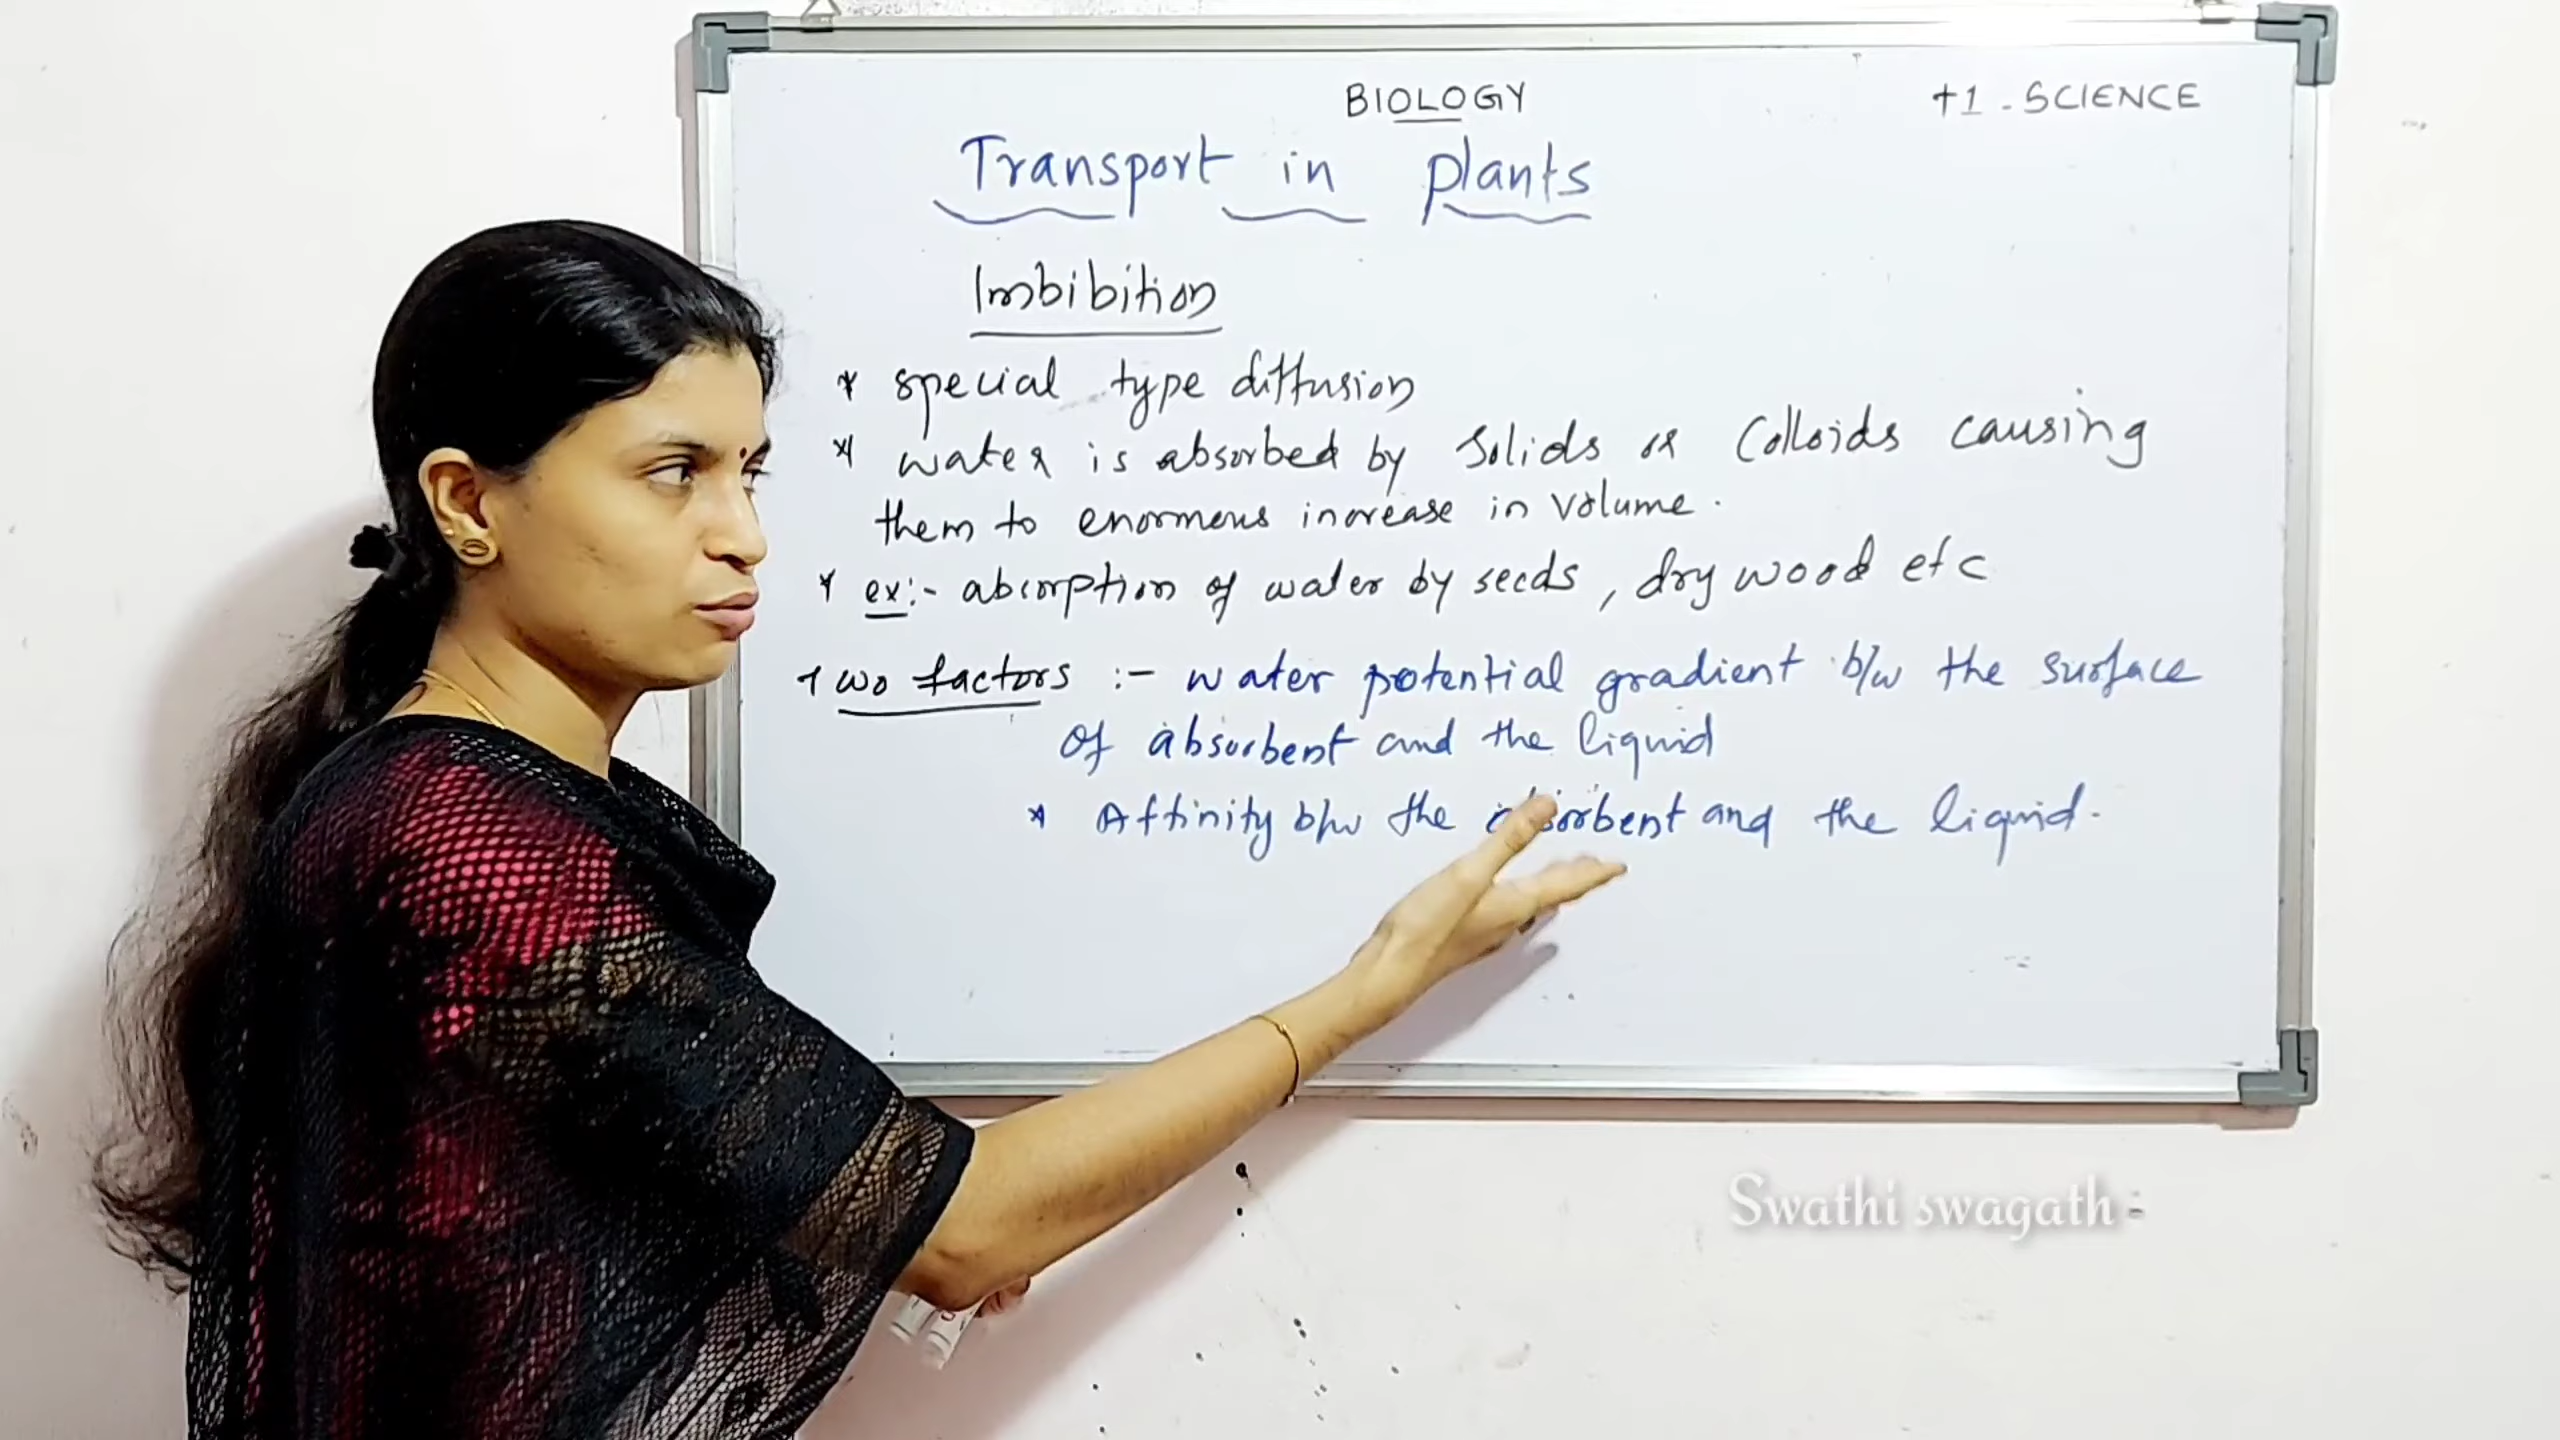 BIOLOGY
+1 - SCIENCE
Transport in plants
Imbibition
* special type diffusion
* water is absorbed by solids or colloids causing
them to enormous increase in volume.
* ex:- absorption of water by seeds, dry wood etc
Two factors :- water potential gradient b/w the surface
of absorbent and the liquid
* Affinity b/w the absorbent and the liquid.
Swathi swagath